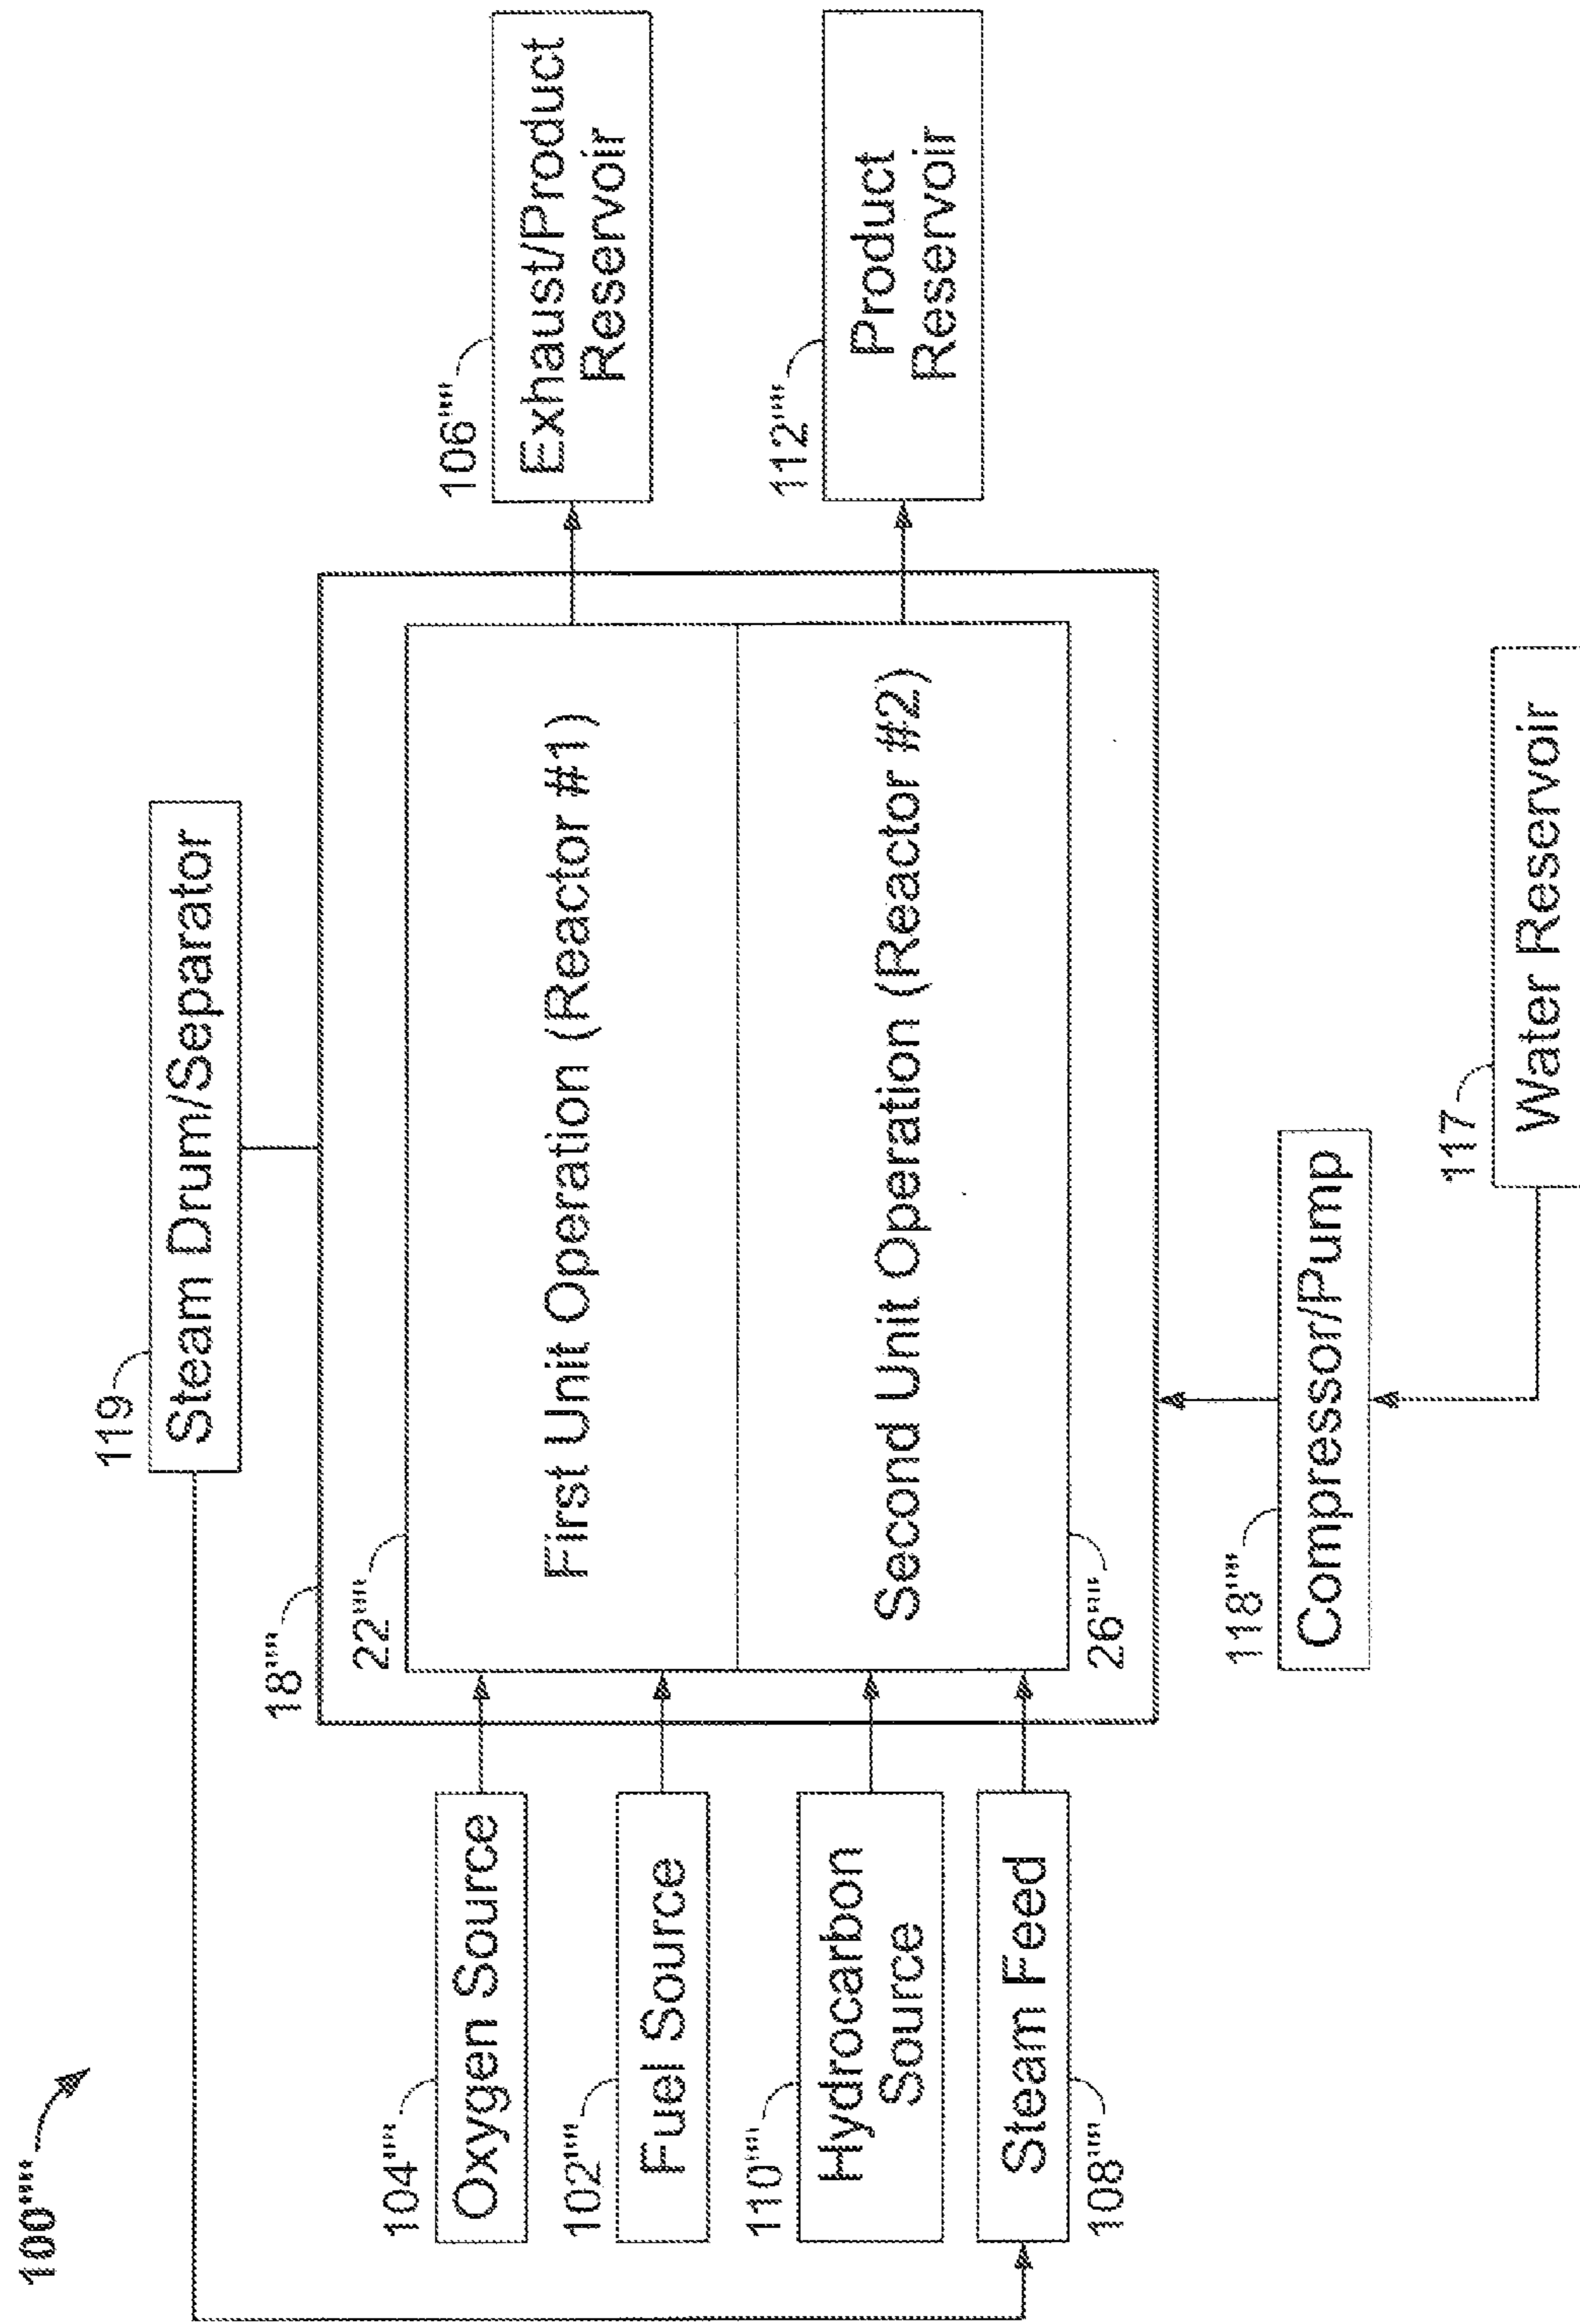 100''''
119
Steam Drum/Separator
18''''
22''''
First Unit Operation (Reactor #1)
Second Unit Operation (Reactor #2)
26''''
104''''
Oxygen Source
102''''
Fuel Source
110''''
Hydrocarbon
Source
Steam Feed
108''''
106''''
Exhaust/Product
Reservoir
112''''
Product
Reservoir
118''''
Compressor/Pump
117
Water Reservoir